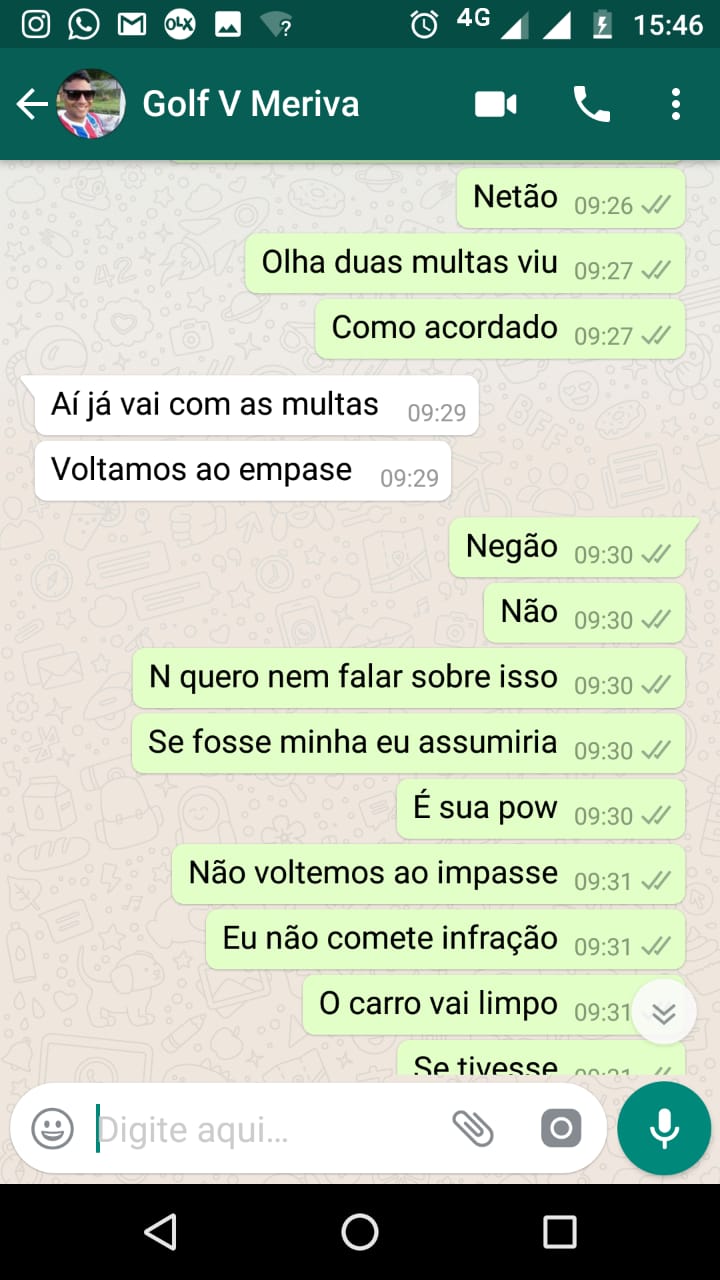 OLX
?
4G
15:46
Golf V Meriva
Netão 09:26
Olha duas multas viu 09:27
Como acordado 09:27
Aí já vai com as multas 09:29
Voltamos ao empase 09:29
Negão 09:30
Não 09:30
N quero nem falar sobre isso 09:30
Se fosse minha eu assumiria 09:30
É sua pow 09:30
Não voltemos ao impasse 09:31
Eu não comete infração 09:31
O carro vai limpo 09:31
Se tivesse 09:31
Digite aqui...